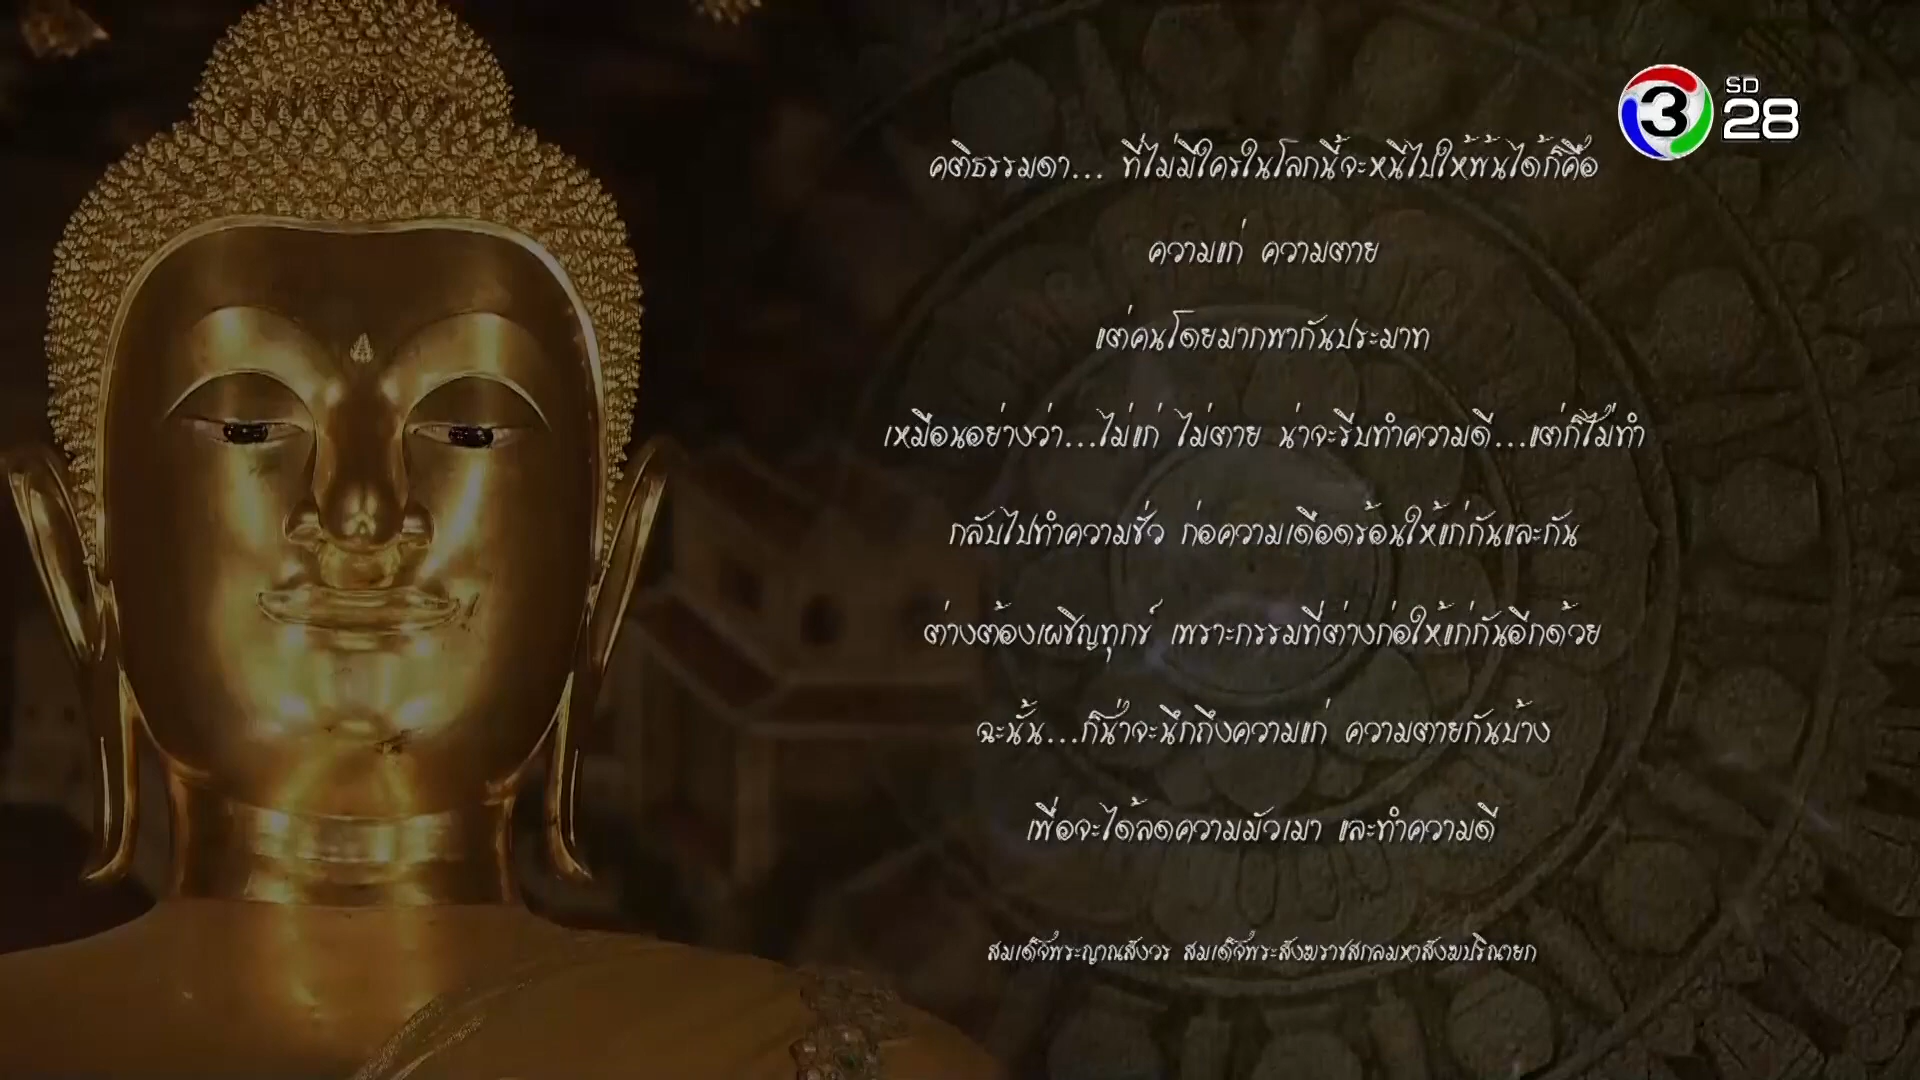 3 SD 28
คติธรรมดา... ที่ไม่มีใครในโลกนี้จะหนีไปให้พ้นได้ก็คือ
ความแก่ ความตาย
แต่คนโดยมากพากันประมาท
เหมือนอย่างว่า...ไม่แก่ ไม่ตาย น่าจะรีบทำความดี...แต่ก็ไม่ทำ
กลับไปทำความชั่ว ก่อความเดือดร้อนให้แก่กันและกัน
ต่างต้องเผชิญทุกข์ เพราะกรรมที่ต่างก่อให้แก่กันอีกด้วย
ฉะนั้น...ก็น่าจะนึกถึงความแก่ ความตายกันบ้าง
เพื่อจะได้ลดความมัวเมา และทำความดี
สมเด็จพระญาณสังวร สมเด็จพระสังฆราชสกลมหาสังฆปริณายก